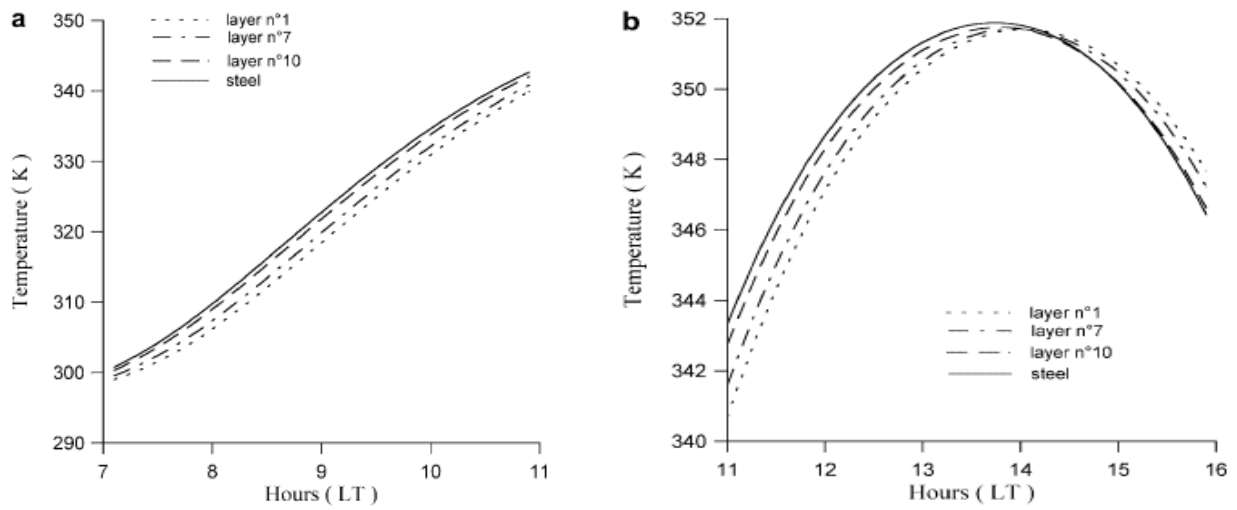 a
layer n°1
layer n°7
layer n°10
steel
350
340
330
320
310
300
290
Temperature ( K )
7
8
9
10
11
Hours ( LT )
b
352
350
348
346
344
342
340
Temperature ( K )
layer n°1
layer n°7
layer n°10
steel
11
12
13
14
15
16
Hours ( LT )